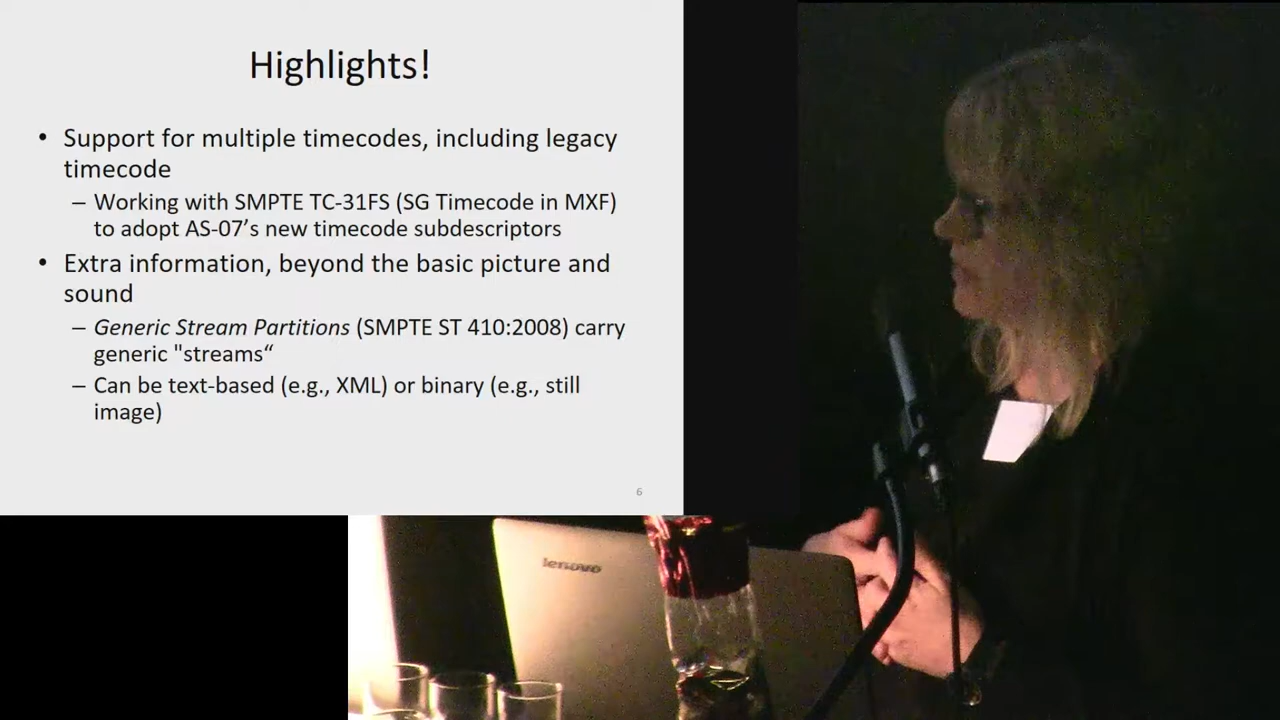 Highlights!
• Support for multiple timecodes, including legacy
timecode
– Working with SMPTE TC-31FS (SG Timecode in MXF)
to adopt AS-07’s new timecode subdescriptors
• Extra information, beyond the basic picture and
sound
– Generic Stream Partitions (SMPTE ST 410:2008) carry
generic "streams“
– Can be text-based (e.g., XML) or binary (e.g., still
image)
6
lenovo